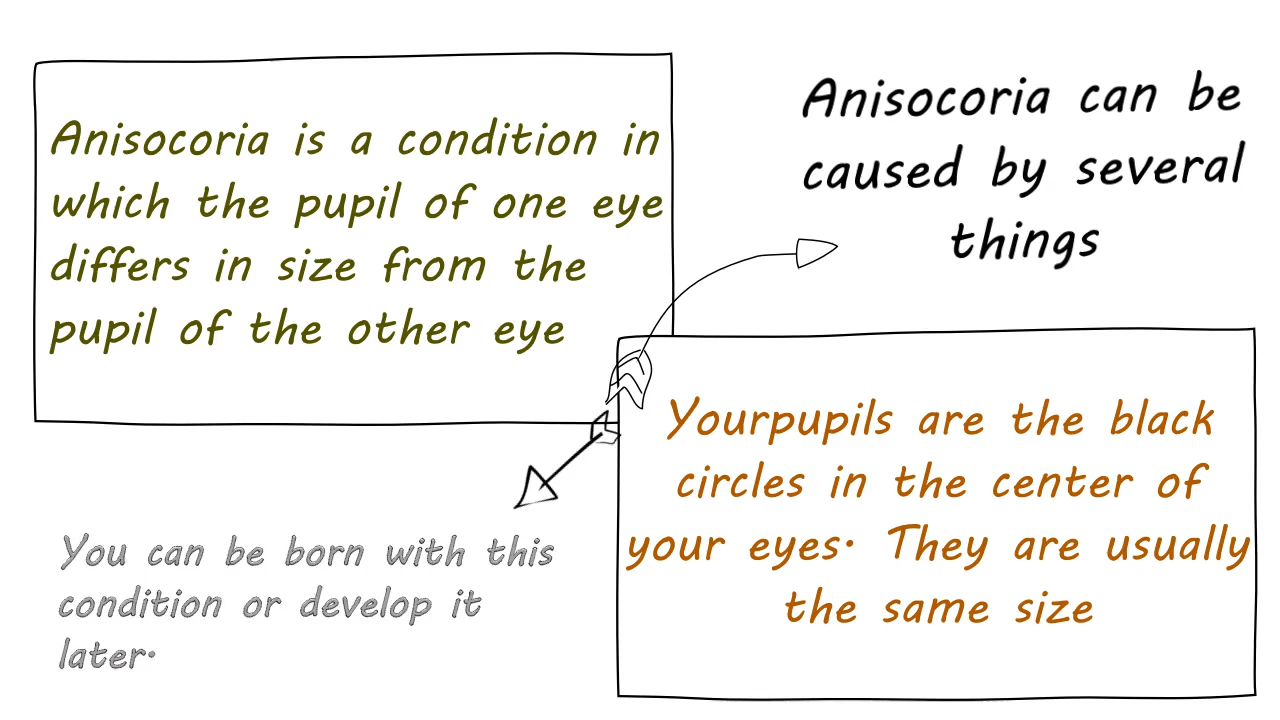 Anisocoria is a condition in
which the pupil of one eye
differs in size from the
pupil of the other eye
Anisocoria can be
caused by several
things
Yourpupils are the black
circles in the center of
your eyes. They are usually
the same size
You can be born with this
condition or develop it
later.